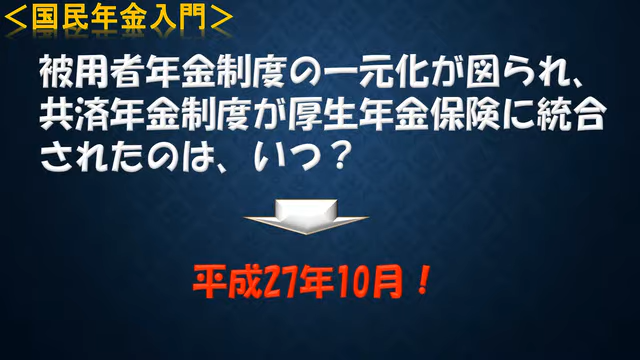 ＜国民年金入門＞
被用者年金制度の一元化が図られ、
共済年金制度が厚生年金保険に統合
されたのは、いつ？
平成27年10月！